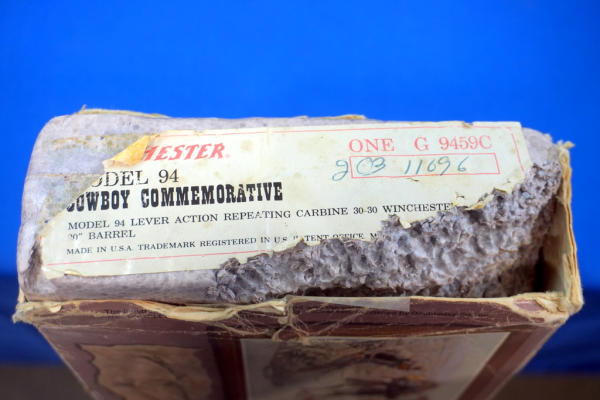 HESTER. ONE G 9459C
ODEL 94 203 11096
COWBOY COMMEMORATIVE
MODEL 94 LEVER ACTION REPEATING CARBINE 30-30 WINCHESTE
20" BARREL
MADE IN U.S.A. TRADEMARK REGISTERED IN U.S. PATENT OFFICE, M